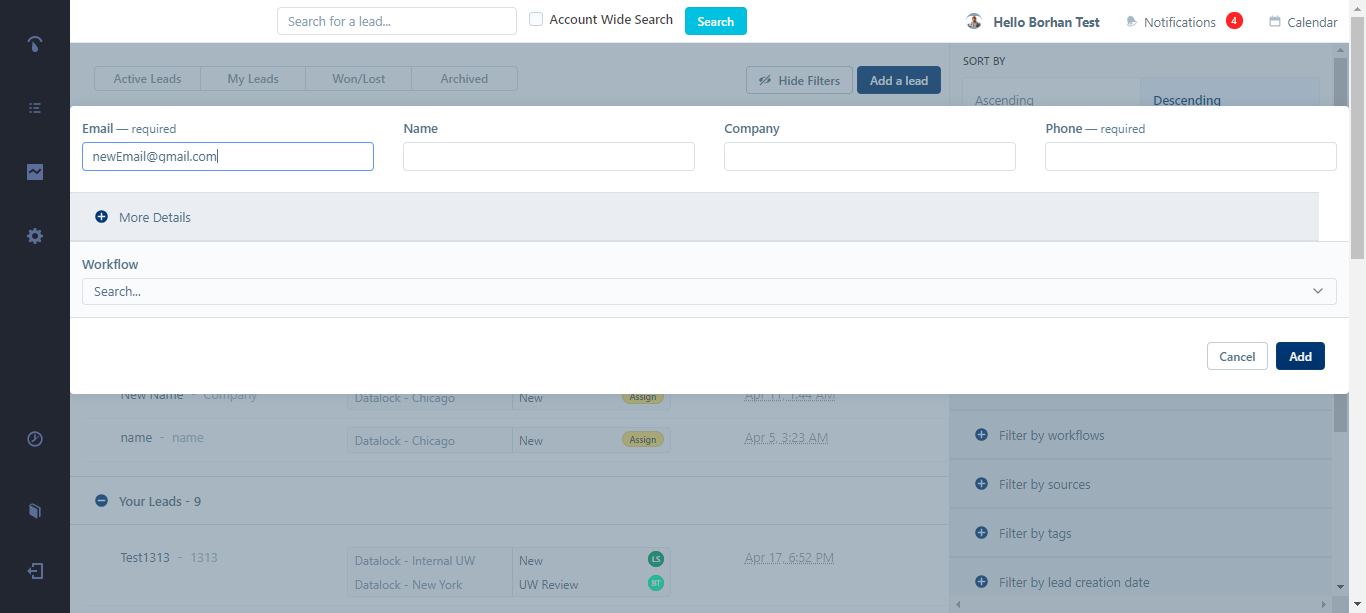 Search for a lead...
Account Wide Search
Search
Hello Borhan Test
Notifications
4
Calendar
Active Leads
My Leads
Won/Lost
Archived
Hide Filters
Add a lead
SORT BY
Ascending
Descending
Email — required
Name
Company
Phone — required
newEmail@gmail.com
More Details
Workflow
Search...
Cancel
Add
New Name - Company
Datalock - Chicago
New
Assign
Apr 11, 1:44 AM
name - name
Datalock - Chicago
New
Assign
Apr 5, 3:23 AM
Filter by workflows
Your Leads - 9
Filter by sources
Filter by tags
Test1313 - 1313
Datalock - Internal UW
New
LS
Apr 17, 6:52 PM
Datalock - New York
UW Review
BT
Filter by lead creation date